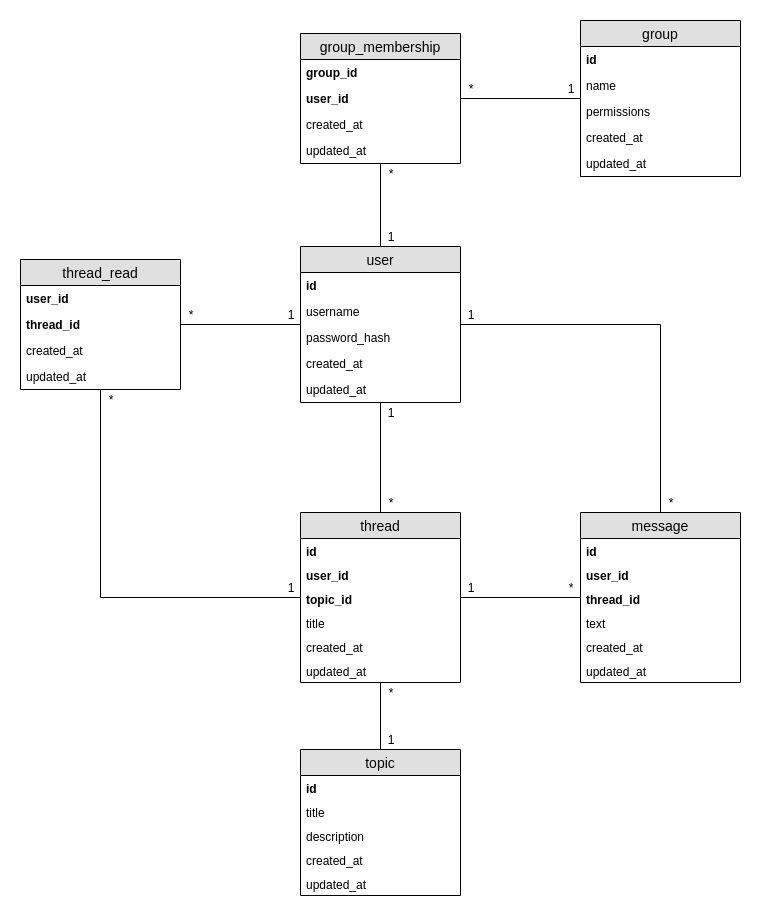 group_membership
group_id
user_id
created_at
updated_at
group
id
name
permissions
created_at
updated_at
*
1
*
1
thread_read
user_id
thread_id
created_at
updated_at
user
id
username
password_hash
created_at
updated_at
*
1
1
*
1
*
*
1
thread
id
user_id
topic_id
title
created_at
updated_at
message
id
user_id
thread_id
text
created_at
updated_at
1
*
*
1
topic
id
title
description
created_at
updated_at